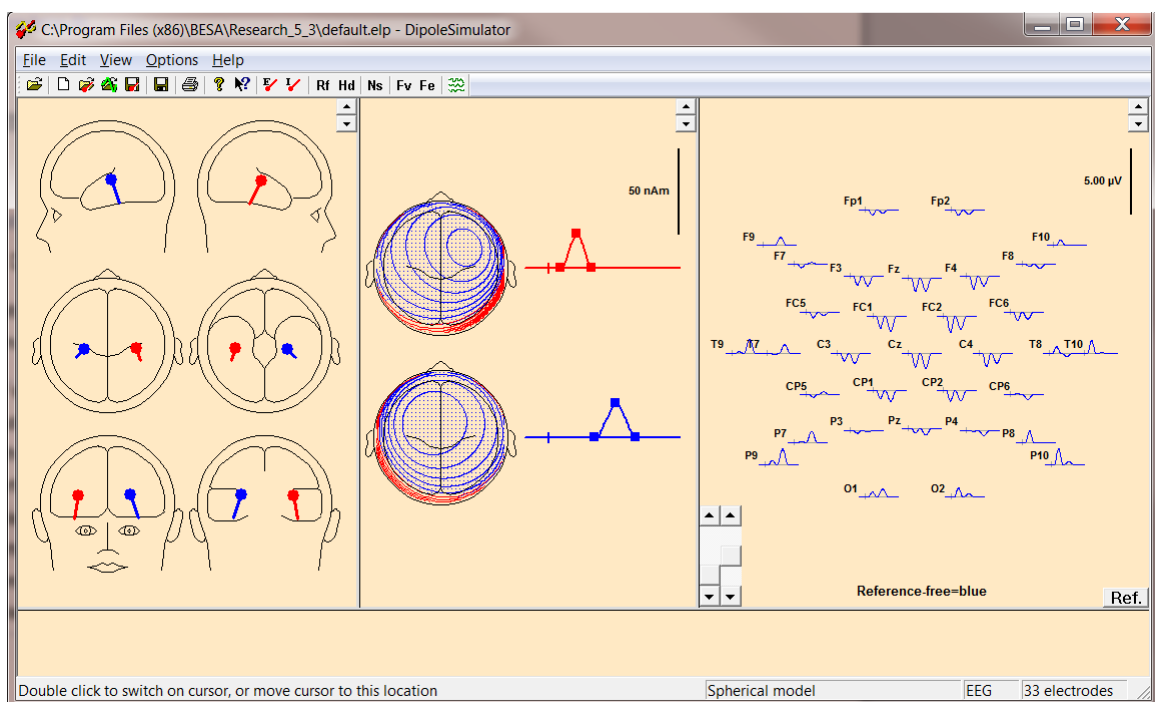 C:\Program Files (x86)\BESA\Research_5_3\default.elp - DipoleSimulator
File Edit View Options Help
E I Rf Hd Ns Fv Fe
50 nAm
5.00 µV
Fp1 Fp2
F9 F10
F7 F3 Fz F4 F8
FC5 FC1 FC2 FC6
T9 T7 C3 Cz C4 T8 T10
CP5 CP1 CP2 CP6
P7 P3 Pz P4 P8
P9 P10
O1 O2
Reference-free=blue
Ref.
Double click to switch on cursor, or move cursor to this location Spherical model EEG 33 electrodes